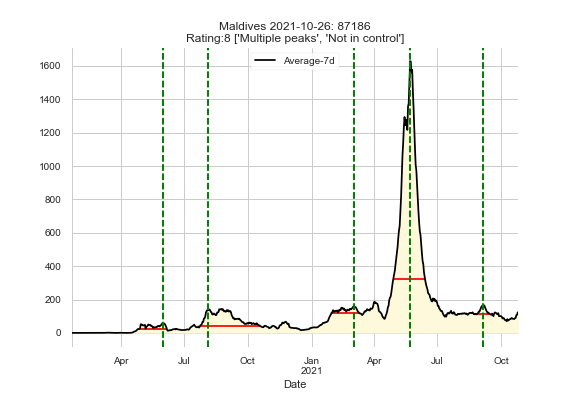 Maldives 2021-10-26: 87186
Rating:8 ['Multiple peaks', 'Not in control']
Average-7d
1600
1400
1200
1000
800
600
400
200
0
Apr
Jul
Oct
Jan
2021
Apr
Jul
Oct
Date